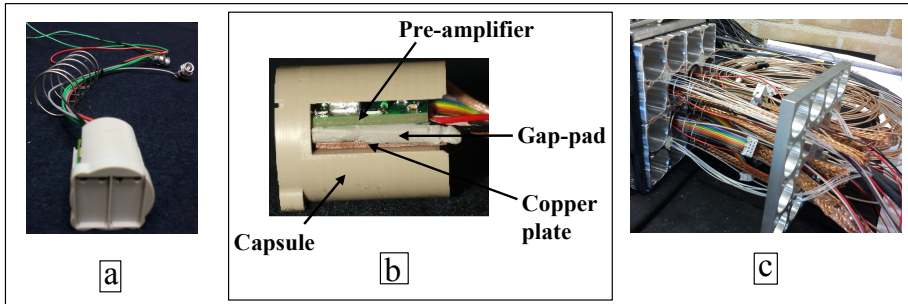 Pre-amplifier
Gap-pad
Copper
plate
Capsule
a
b
c